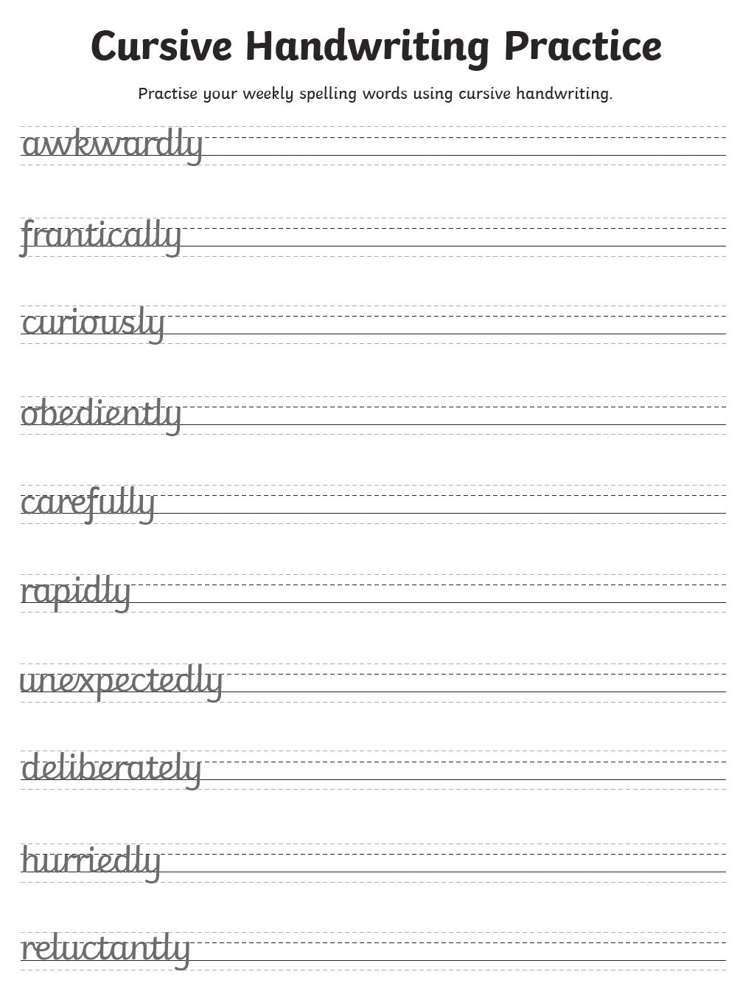 Cursive Handwriting Practice
Practise your weekly spelling words using cursive handwriting.
awkwardly
frantically
curiously
obediently
carefully
rapidly
unexpectedly
deliberately
hurriedly
reluctantly